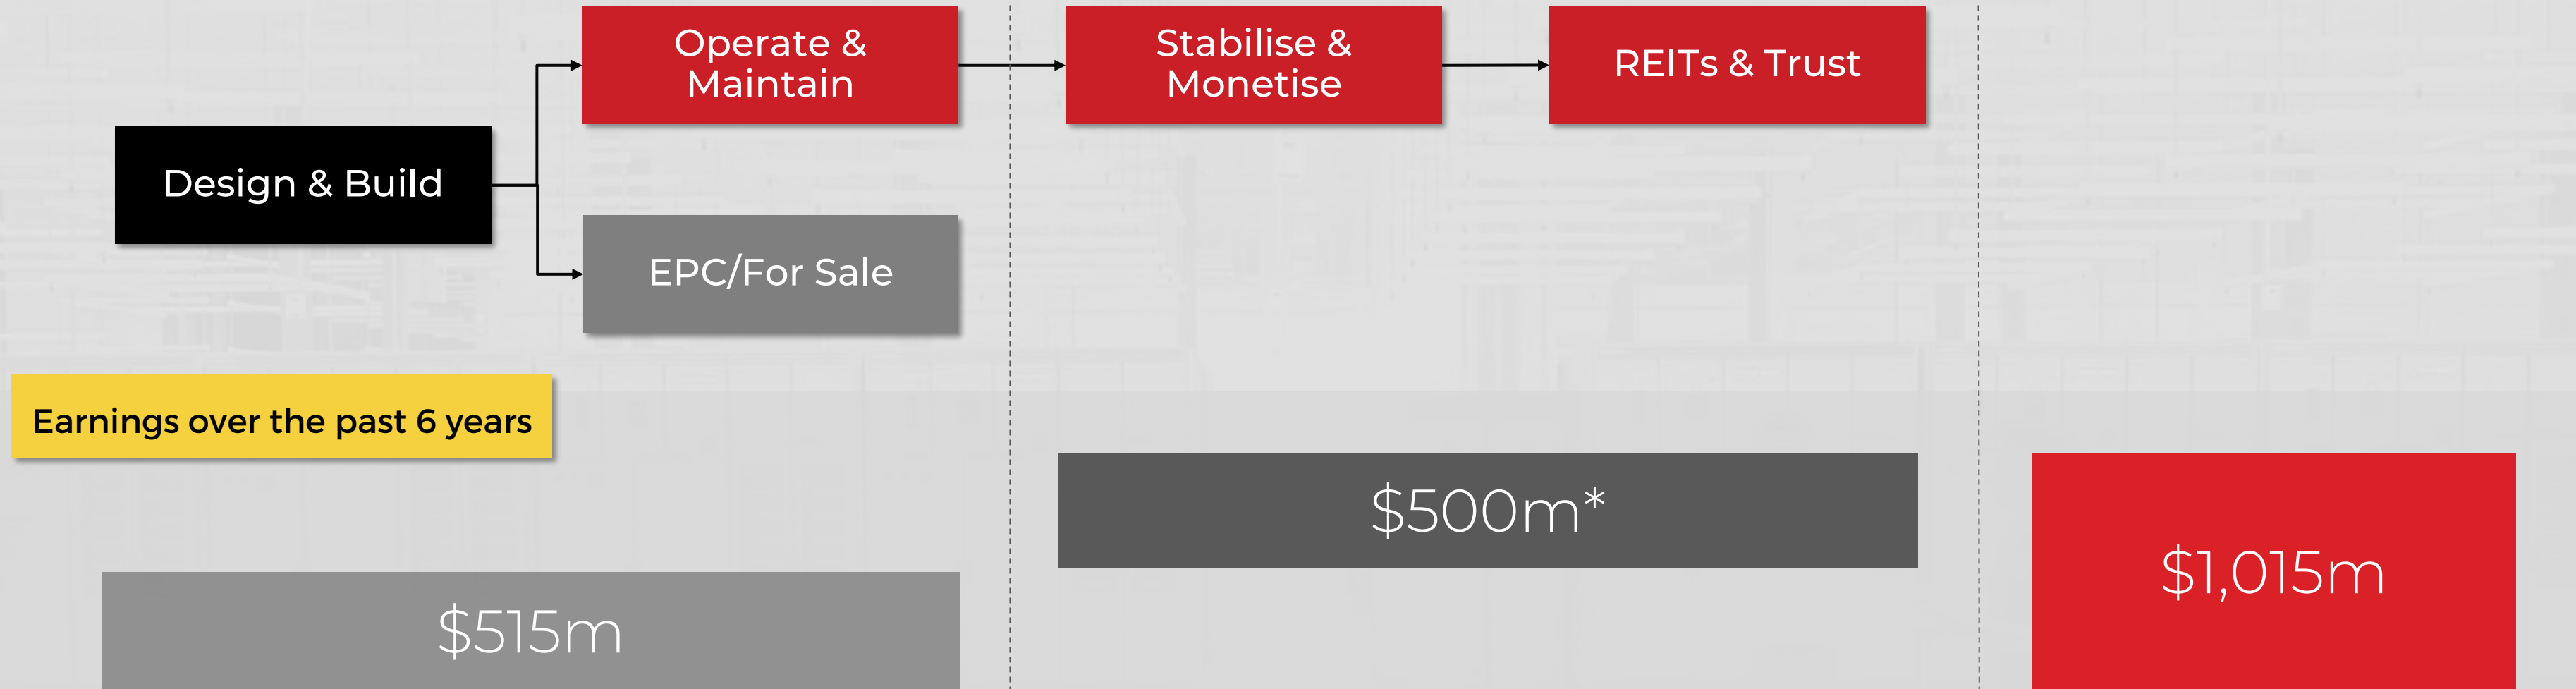 Operate &
Maintain
Stabilise &
Monetise
REITs & Trust
Design & Build
EPC/For Sale
Earnings over the past 6 years
$500m*
$1,015m
$515m